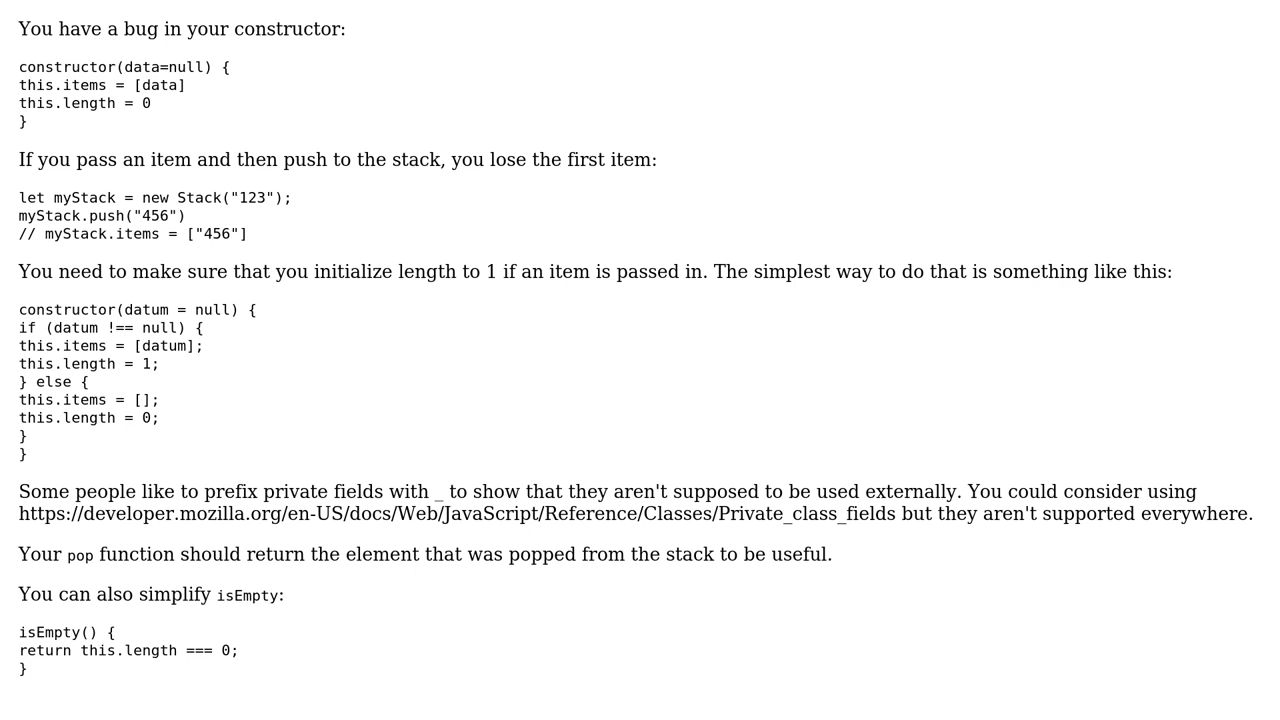 You have a bug in your constructor:
constructor(data=null) {
this.items = [data]
this.length = 0
}
If you pass an item and then push to the stack, you lose the first item:
let myStack = new Stack("123");
myStack.push("456")
// myStack.items = ["456"]
You need to make sure that you initialize length to 1 if an item is passed in. The simplest way to do that is something like this:
constructor(datum = null) {
if (datum !== null) {
this.items = [datum];
this.length = 1;
} else {
this.items = [];
this.length = 0;
}
}
Some people like to prefix private fields with _ to show that they aren't supposed to be used externally. You could consider using
https://developer.mozilla.org/en-US/docs/Web/JavaScript/Reference/Classes/Private_class_fields but they aren't supported everywhere.
Your pop function should return the element that was popped from the stack to be useful.
You can also simplify isEmpty:
isEmpty() {
return this.length === 0;
}